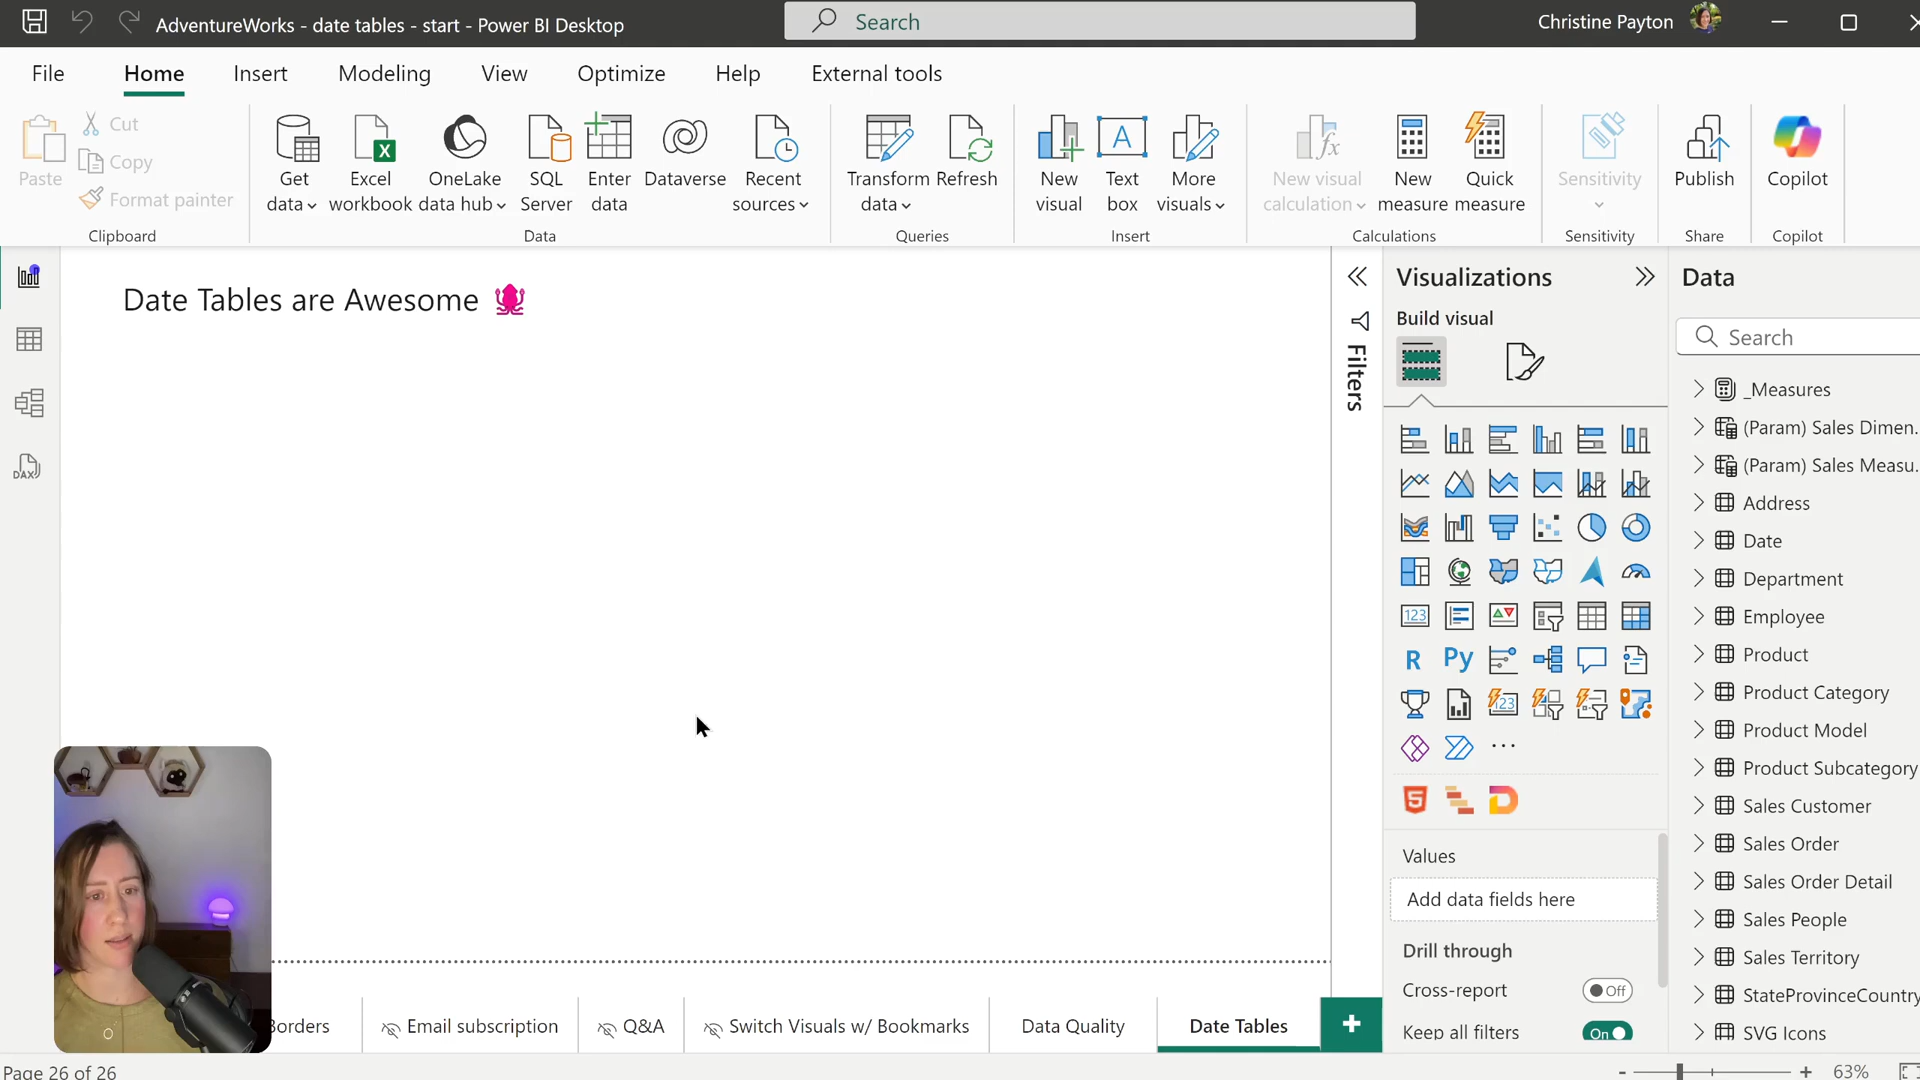 AdventureWorks - date tables - start - Power BI Desktop
Search
Christine Payton
File
Home
Insert
Modeling
View
Optimize
Help
External tools
Paste
Cut
Copy
Format painter
Clipboard
Get data
Excel workbook
OneLake data hub
SQL Server
Enter data
Dataverse
Recent sources
Data
Transform data
Refresh
Queries
New visual
Text box
More visuals
Insert
New visual calculation
New measure
Quick measure
Calculations
Sensitivity
Sensitivity
Publish
Share
Copilot
Copilot
DAX
Date Tables are Awesome
Filters
Visualizations
Build visual
123
R
Py
123
Values
Add data fields here
Drill through
Cross-report
Off
Keep all filters
On
Data
Search
_Measures
(Param) Sales Dimen...
(Param) Sales Measu...
Address
Date
Department
Employee
Product
Product Category
Product Model
Product Subcategory
Sales Customer
Sales Order
Sales Order Detail
Sales People
Sales Territory
StateProvinceCountry
SVG Icons
Borders
Email subscription
Q&A
Switch Visuals w/ Bookmarks
Data Quality
Date Tables
+
Page 26 of 26
- + 63%